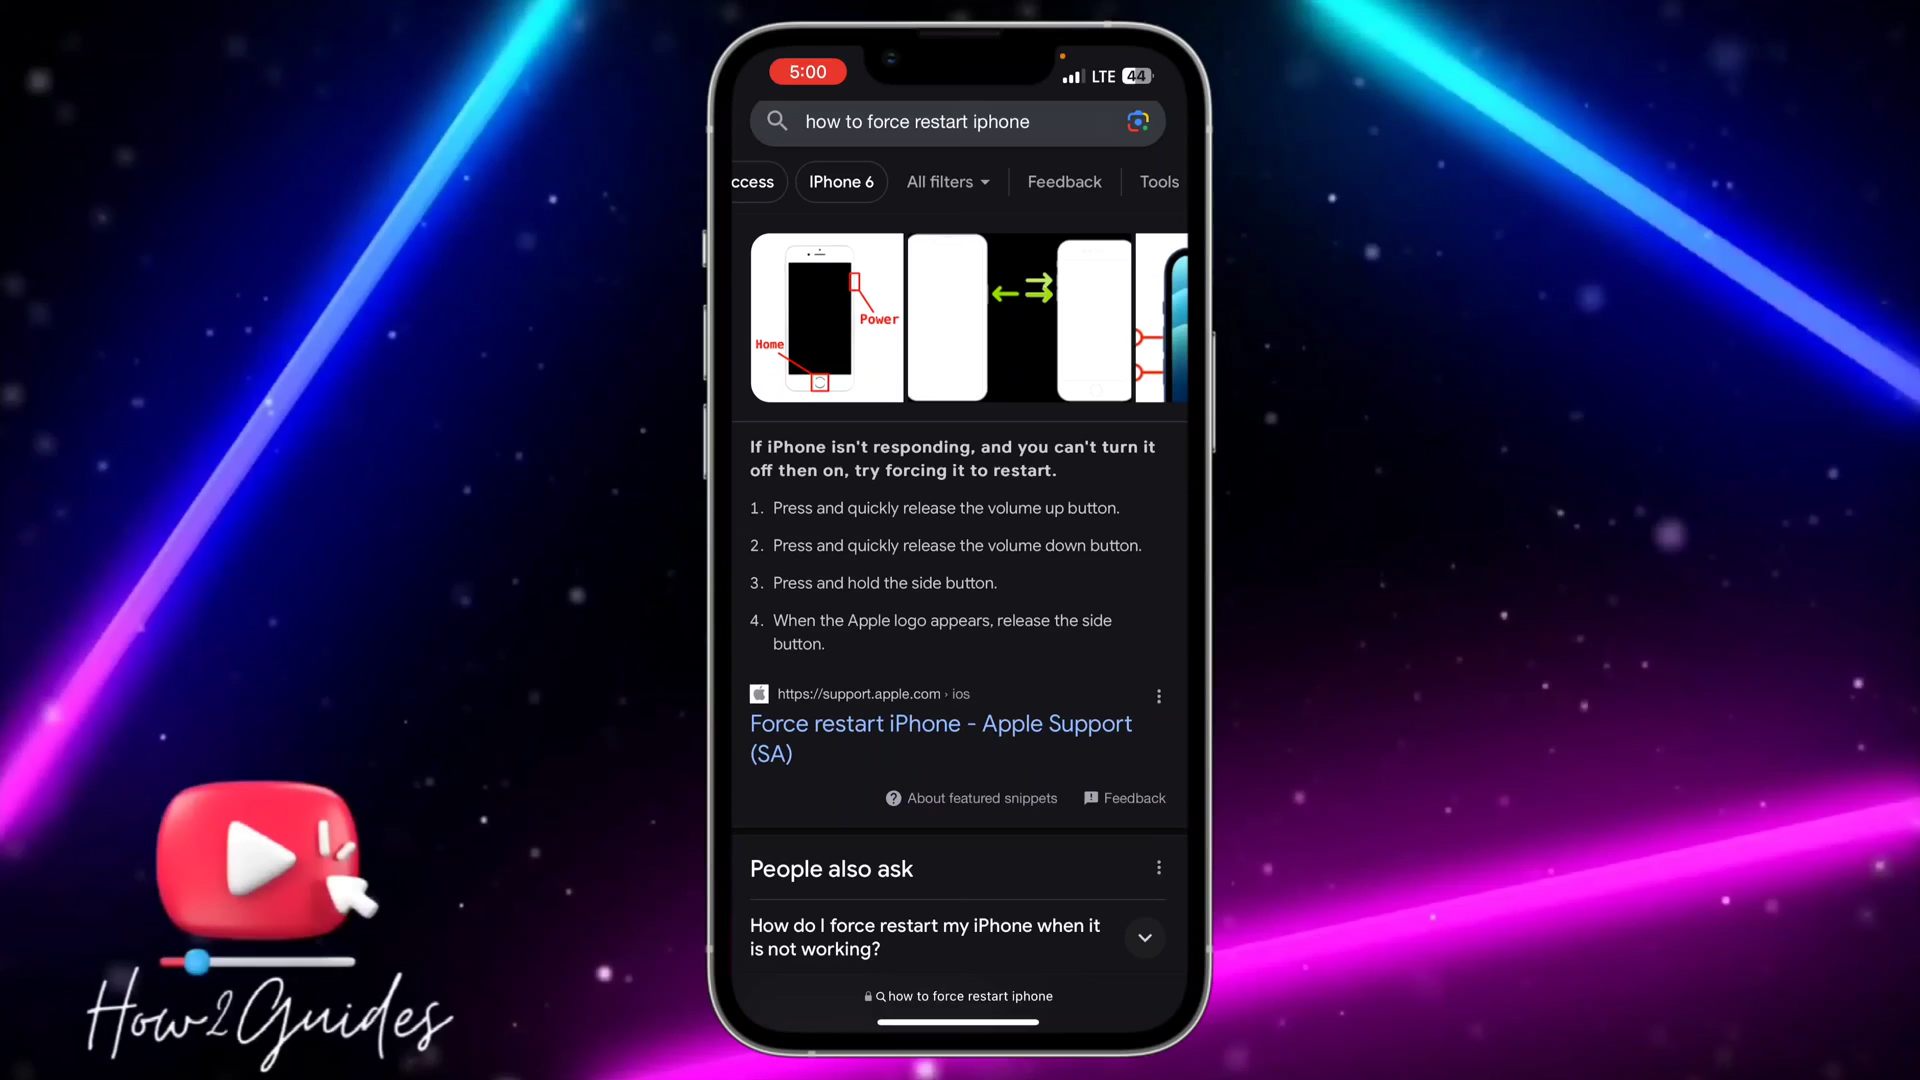 5:00
LTE 44
how to force restart iphone
ccess
IPhone 6
All filters
Feedback
Tools
Power
Home
If iPhone isn't responding, and you can't turn it
off then on, try forcing it to restart.
1. Press and quickly release the volume up button.
2. Press and quickly release the volume down button.
3. Press and hold the side button.
4. When the Apple logo appears, release the side
button.
https://support.apple.com › ios
Force restart iPhone - Apple Support
(SA)
About featured snippets
Feedback
People also ask
How do I force restart my iPhone when it
is not working?
how to force restart iphone
How2Guides